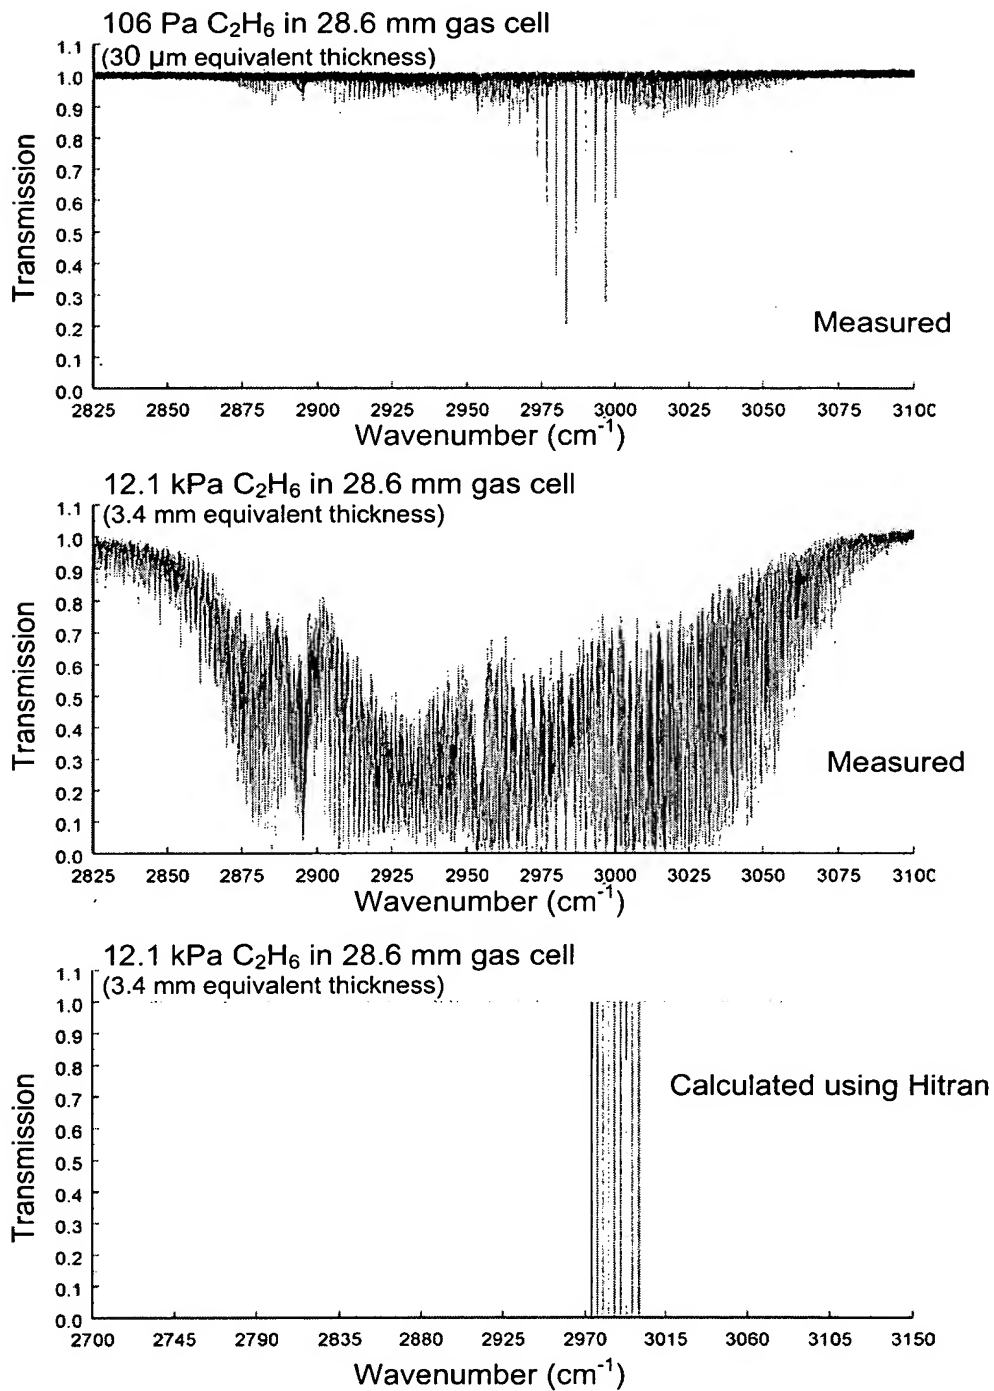 106 Pa C₂H₆ in 28.6 mm gas cell
(30 µm equivalent thickness)
1.1
1.0
0.9
0.8
0.7
0.6
0.5
0.4
0.3
0.2
0.1
0.0
Transmission
Measured
2825 2850 2875 2900 2925 2950 2975 3000 3025 3050 3075 310C
Wavenumber (cm⁻¹)
12.1 kPa C₂H₆ in 28.6 mm gas cell
(3.4 mm equivalent thickness)
1.1
1.0
0.9
0.8
0.7
0.6
0.5
0.4
0.3
0.2
0.1
0.0
Transmission
Measured
2825 2850 2875 2900 2925 2950 2975 3000 3025 3050 3075 310C
Wavenumber (cm⁻¹)
12.1 kPa C₂H₆ in 28.6 mm gas cell
(3.4 mm equivalent thickness)
1.1
1.0
0.9
0.8
0.7
0.6
0.5
0.4
0.3
0.2
0.1
0.0
Transmission
Calculated using Hitran
2700 2745 2790 2835 2880 2925 2970 3015 3060 3105 3150
Wavenumber (cm⁻¹)